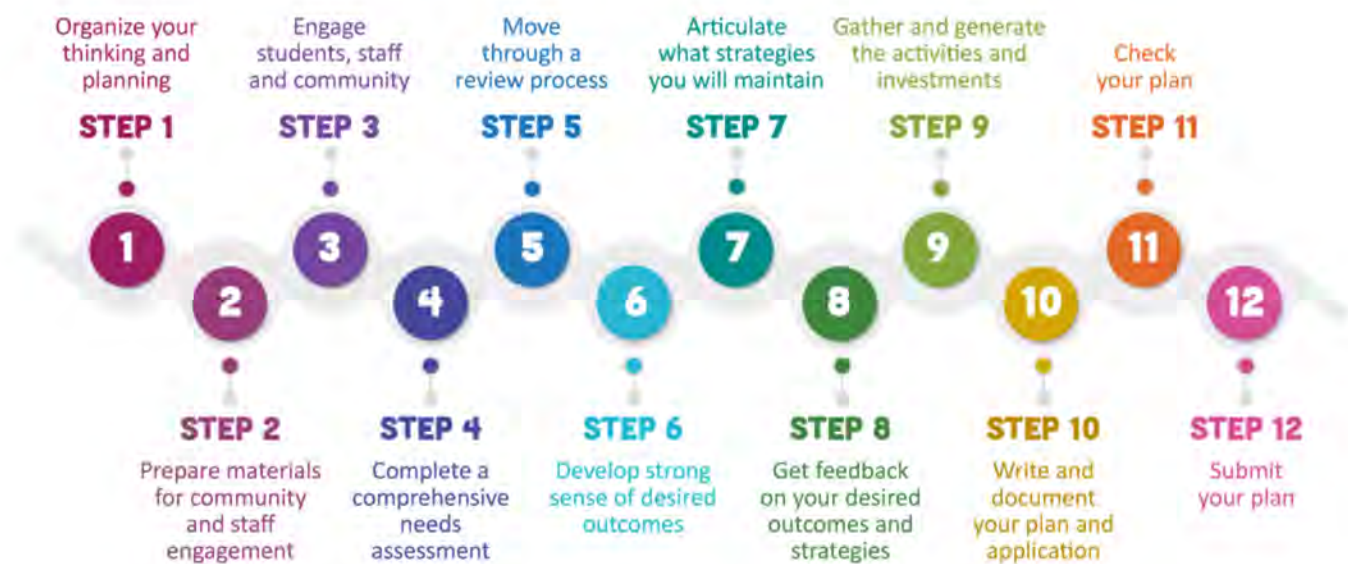 Organize your
thinking and
planning
STEP 1
1
2
STEP 2
Prepare materials
for community
and staff
engagement
Engage
students, staff
and community
STEP 3
3
4
STEP 4
Complete a
comprehensive
needs
assessment
Move
through a
review process
STEP 5
5
6
STEP 6
Develop strong
sense of desired
outcomes
Articulate
what strategies
you will maintain
STEP 7
7
8
STEP 8
Get feedback
on your desired
outcomes and
strategies
Gather and generate
the activities and
investments
STEP 9
9
10
STEP 10
Write and
document
your plan and
application
Check
your plan
STEP 11
11
12
STEP 12
Submit
your plan